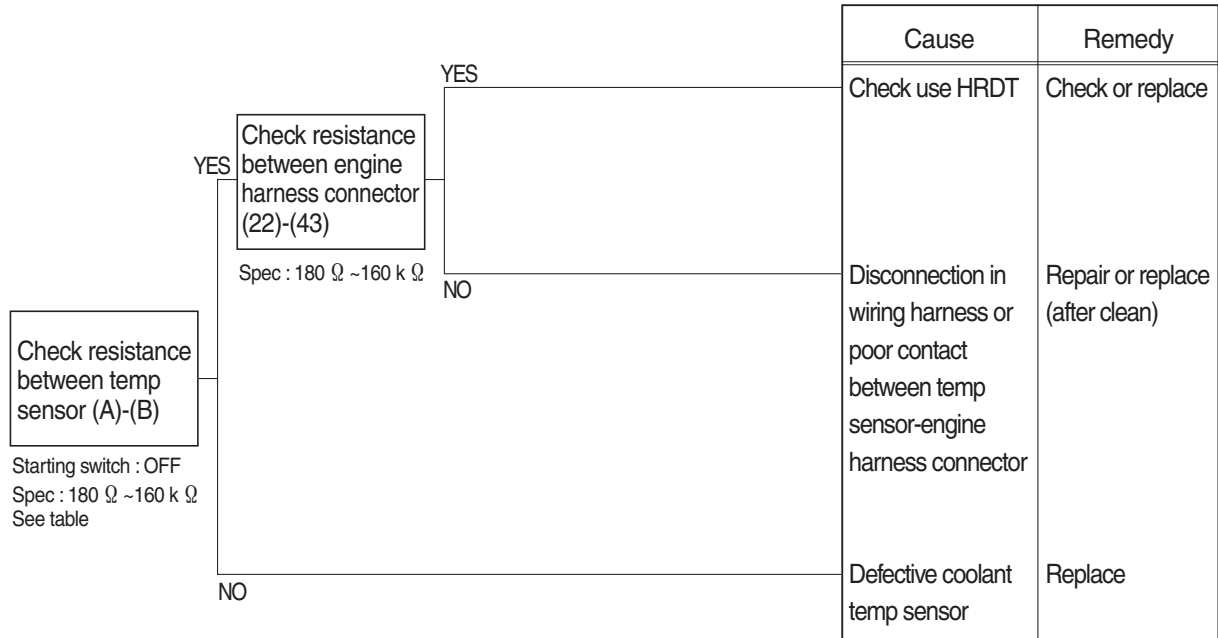 Cause
Remedy
YES
Check use HRDT
Check or replace
Check resistance
between engine
harness connector
(22)-(43)
YES
Spec : 180 Ω ~160 k Ω
NO
Disconnection in
wiring harness or
poor contact
between temp
sensor-engine
harness connector
Repair or replace
(after clean)
Check resistance
between temp
sensor (A)-(B)
Starting switch : OFF
Spec : 180 Ω ~160 k Ω
See table
NO
Defective coolant
temp sensor
Replace